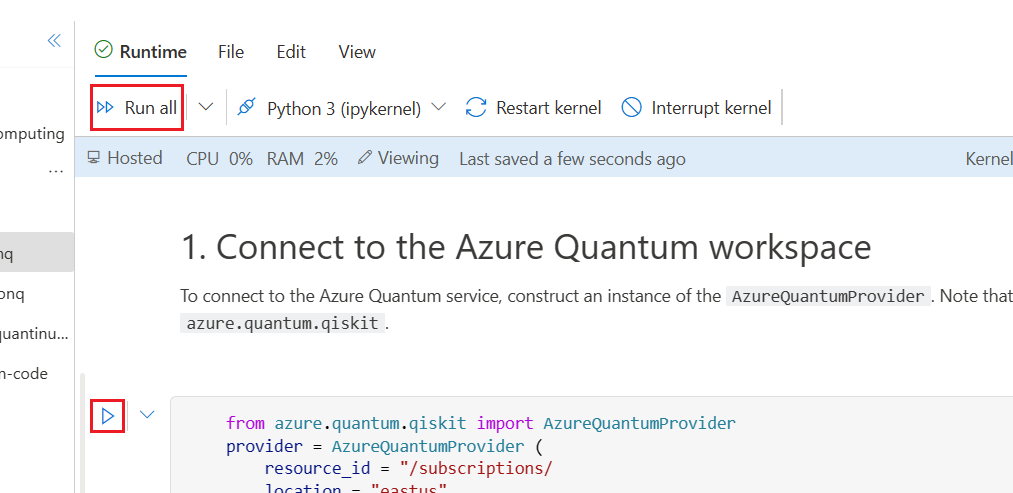 Runtime File Edit View
Run all Python 3 (ipykernel) Restart kernel Interrupt kernel
Hosted CPU 0% RAM 2% Viewing Last saved a few seconds ago Kernel
omputing
...
nq
onq
quantinu...
n-code
1. Connect to the Azure Quantum workspace
To connect to the Azure Quantum service, construct an instance of the AzureQuantumProvider. Note that
azure.quantum.qiskit.
from azure.quantum.qiskit import AzureQuantumProvider
provider = AzureQuantumProvider (
resource_id = "/subscriptions/
location = "eastus"